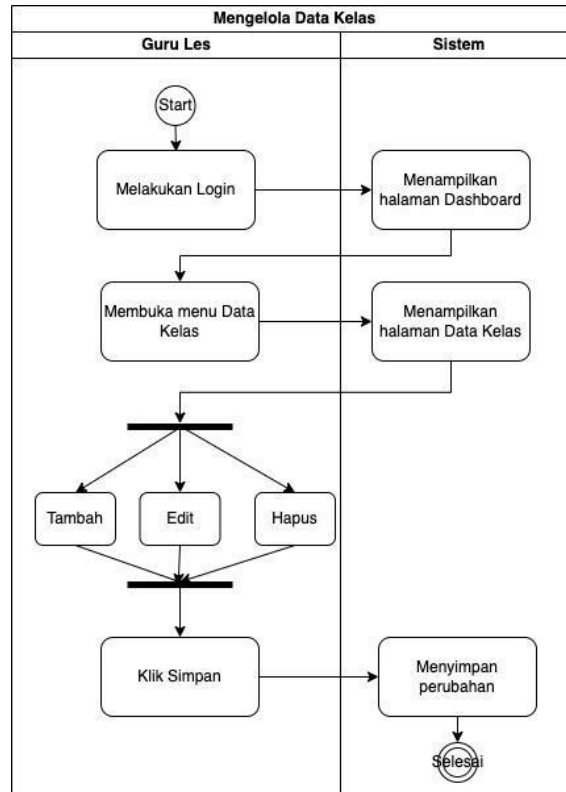 Mengelola Data Kelas
Guru Les
Sistem
Start
Melakukan Login
Menampilkan
halaman Dashboard
Membuka menu Data
Kelas
Menampilkan
halaman Data Kelas
Tambah
Edit
Hapus
Klik Simpan
Menyimpan
perubahan
Selesai